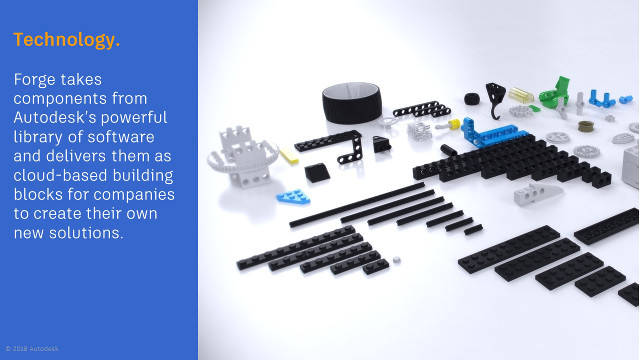 Technology.
Forge takes
components from
Autodesk's powerful
library of software
and delivers them as
cloud-based building
blocks for companies
to create their own
new solutions.
© 2018 Autodesk